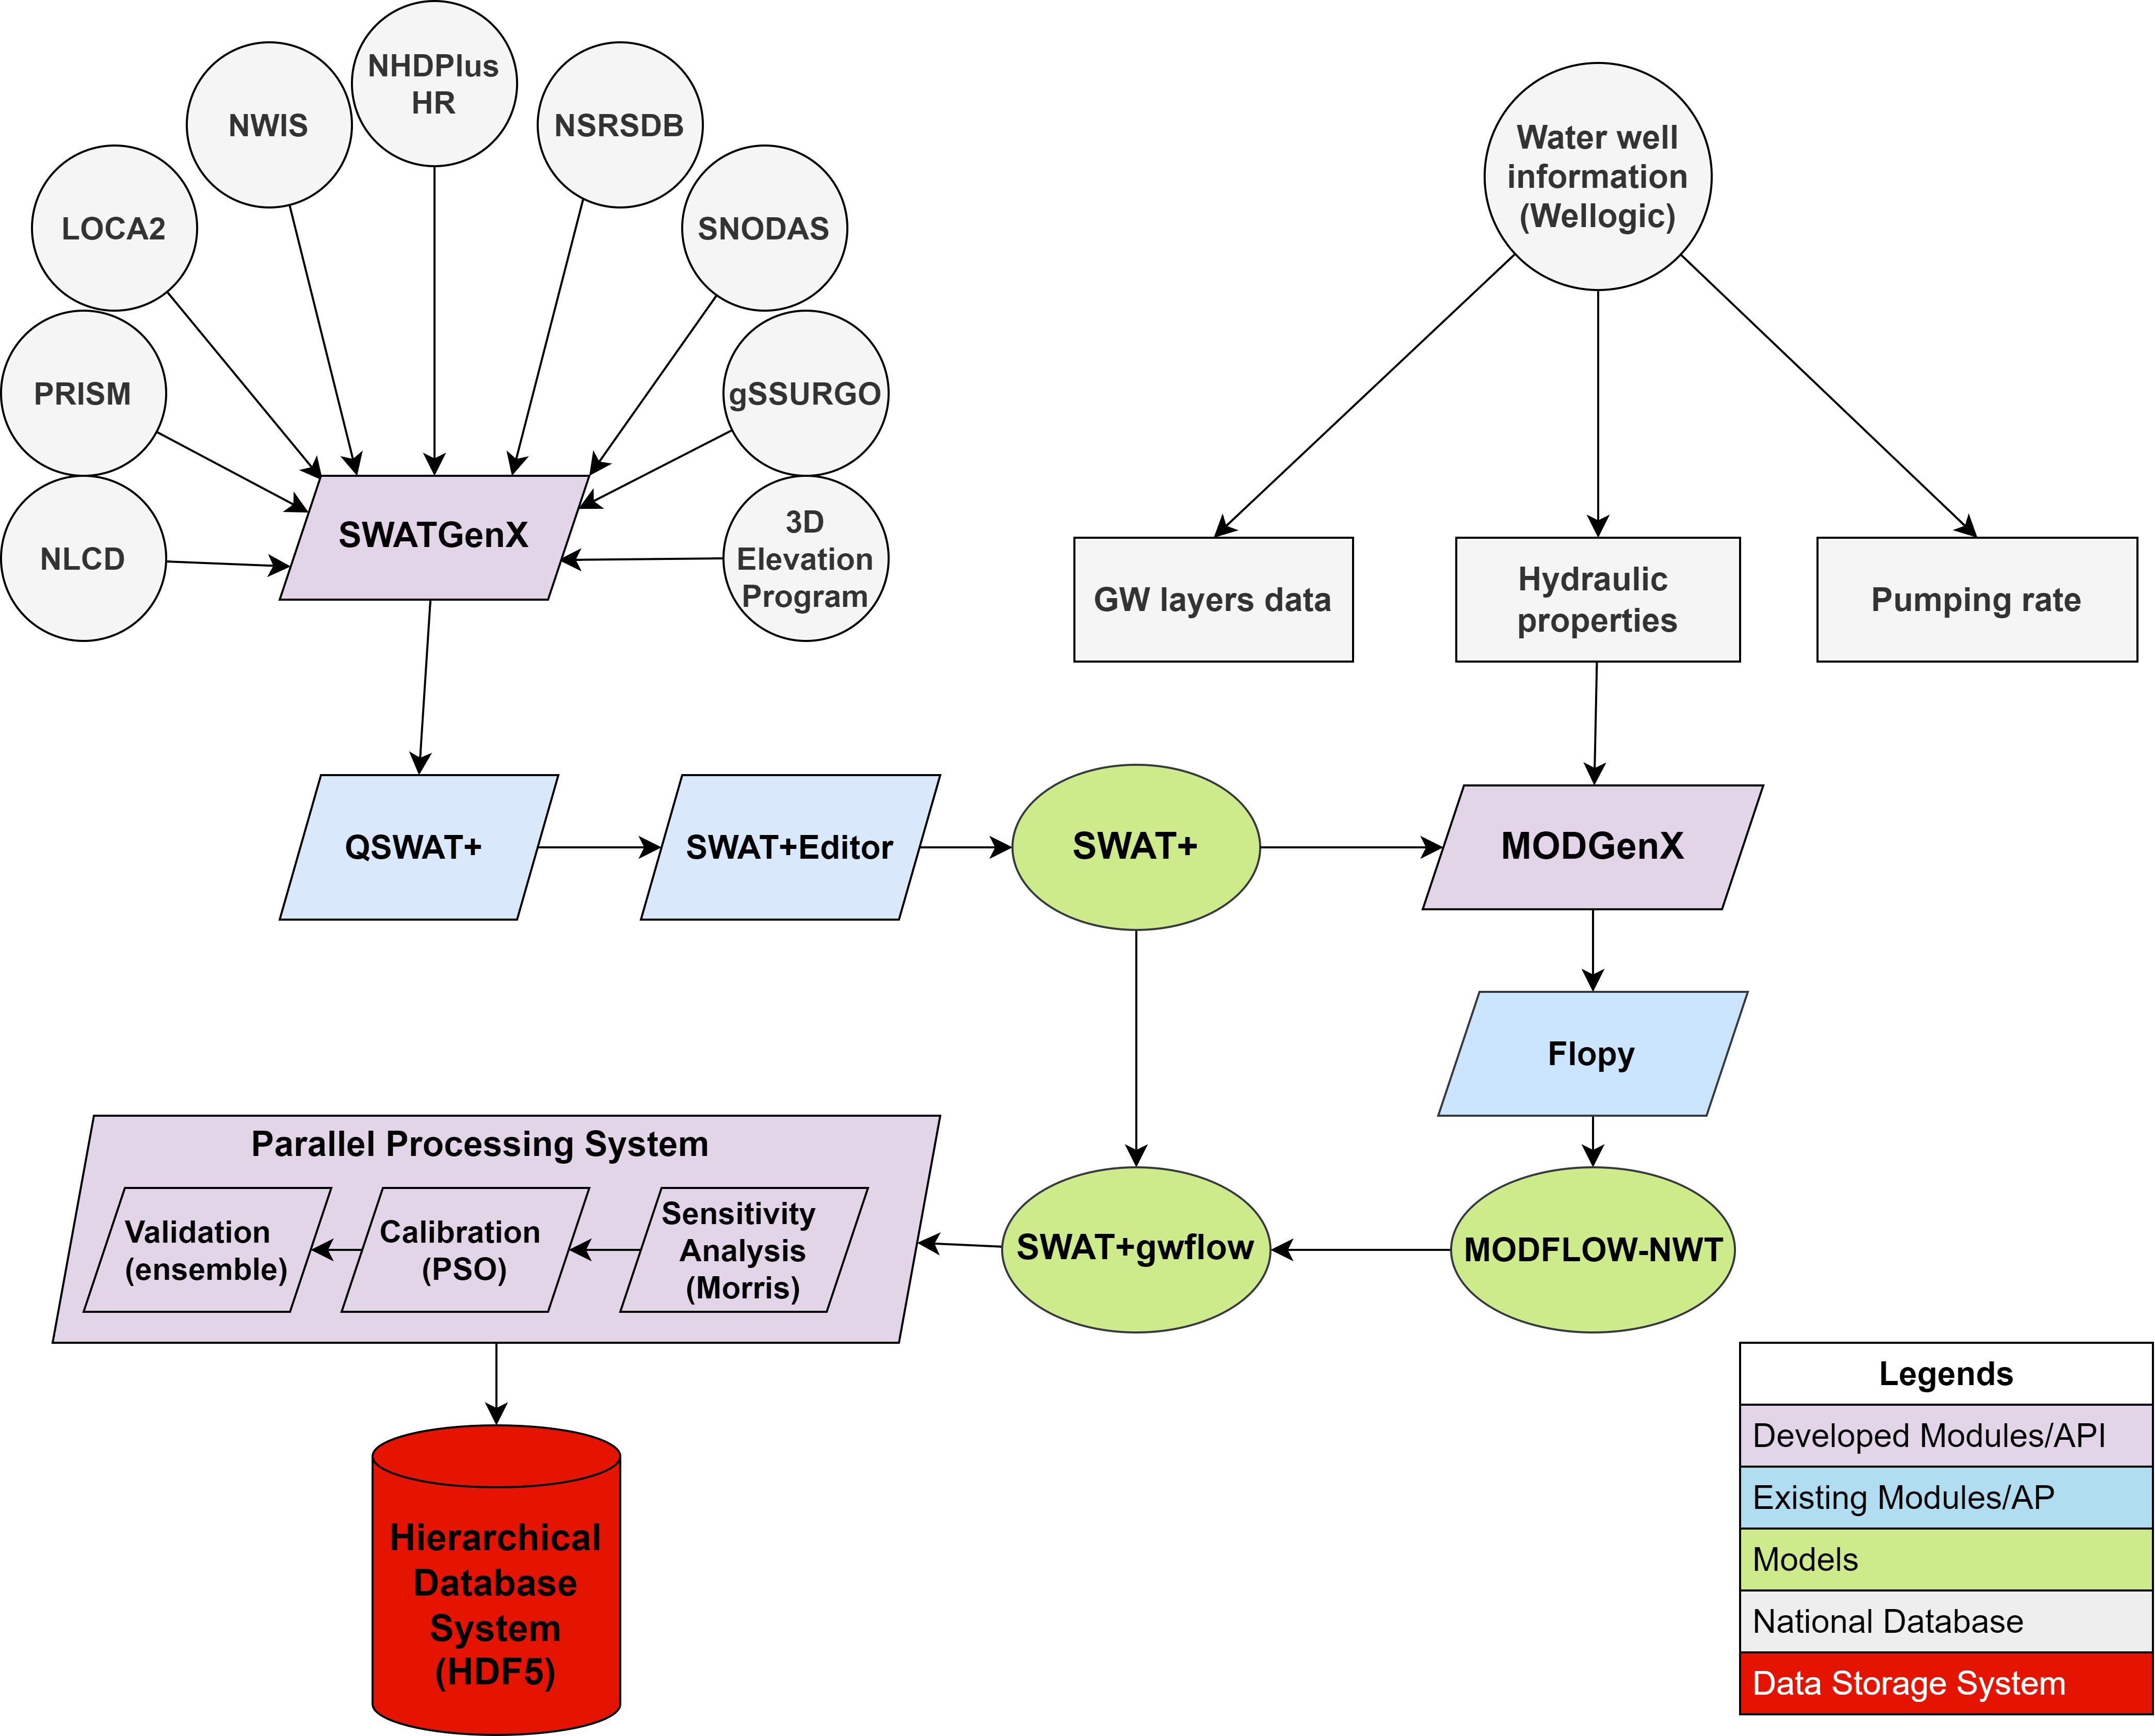 NHDPlus
HR
NWIS
NSRSDB
LOCA2
SNODAS
PRISM
gSSURGO
NLCD
3D
Elevation
Program
SWATGenX
Water well
information
(Wellogic)
GW layers data
Hydraulic
properties
Pumping rate
QSWAT+
SWAT+Editor
SWAT+
MODGenX
Flopy
MODFLOW-NWT
SWAT+gwflow
Parallel Processing System
Sensitivity
Analysis
(Morris)
Calibration
(PSO)
Validation
(ensemble)
Hierarchical
Database
System
(HDF5)
Legends
Developed Modules/API
Existing Modules/AP
Models
National Database
Data Storage System